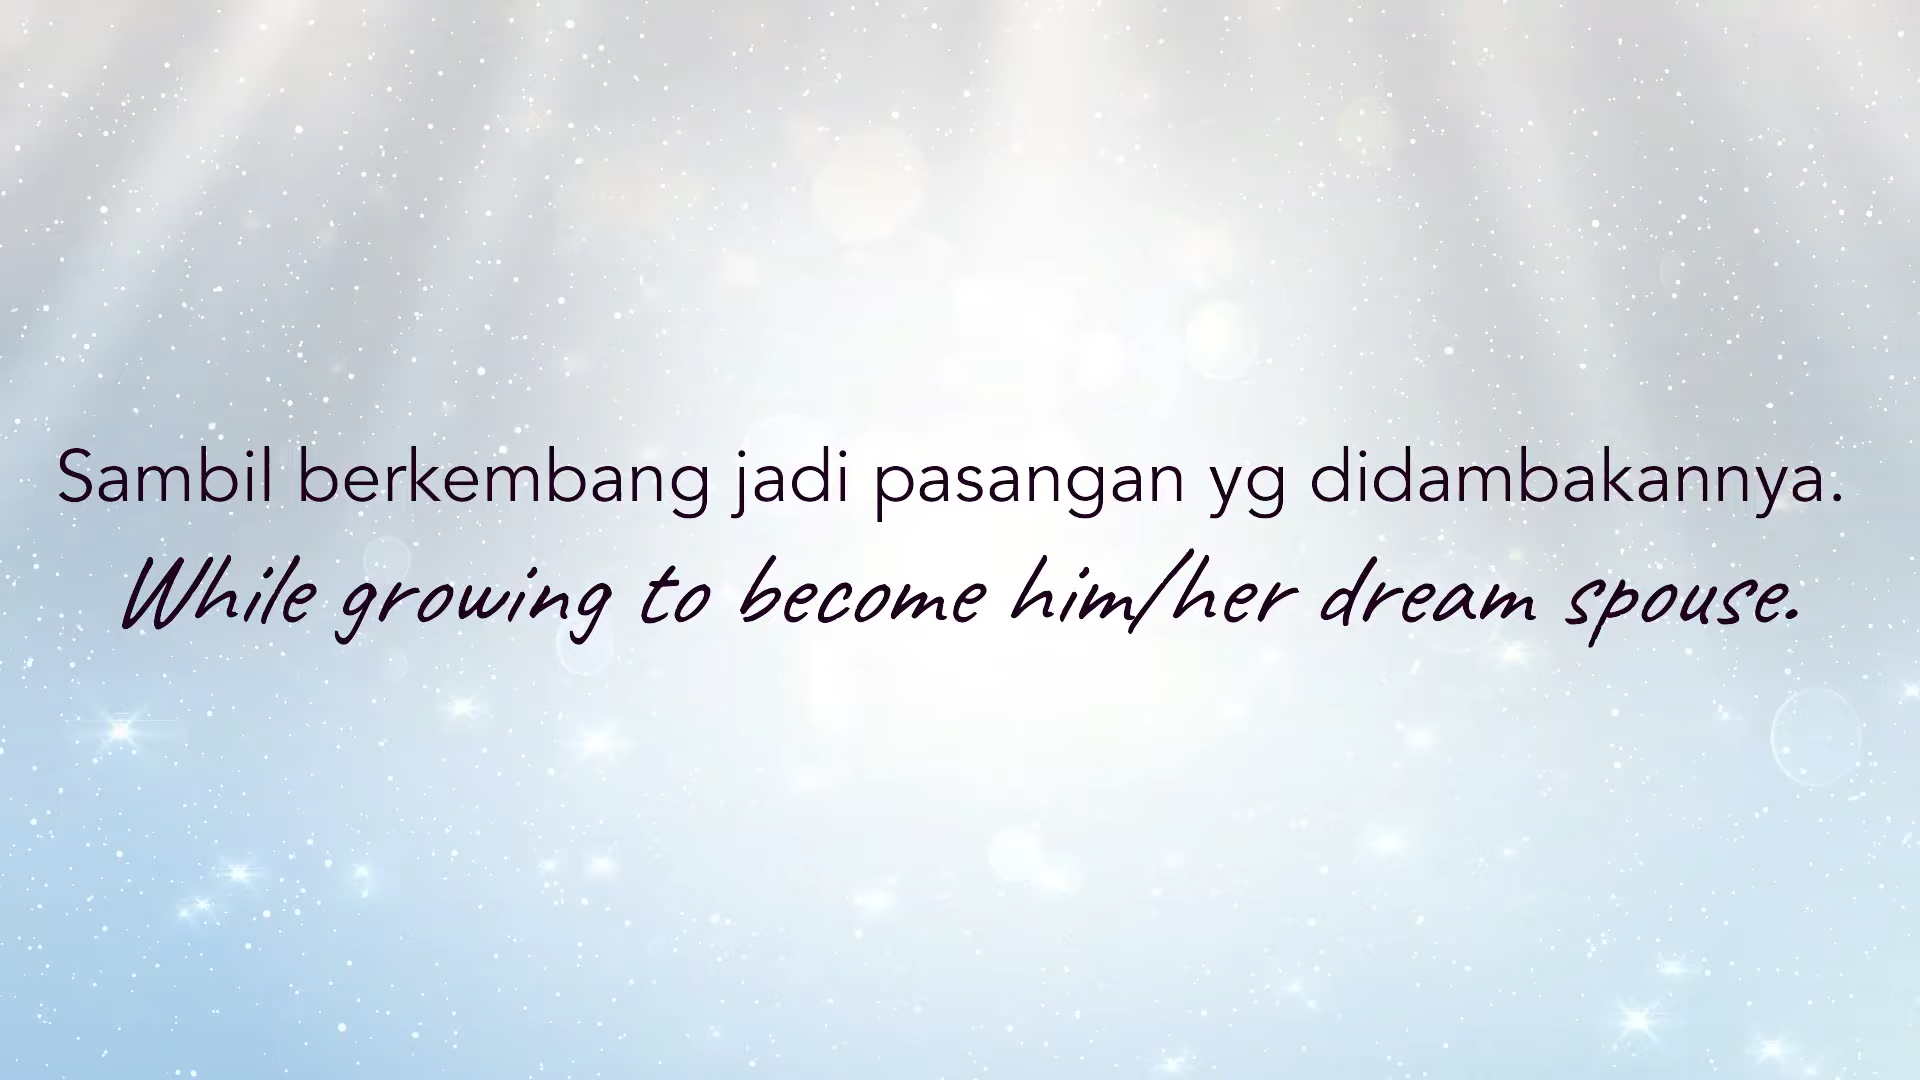 Sambil berkembang jadi pasangan yg didambakannya.
While growing to become him/her dream spouse.